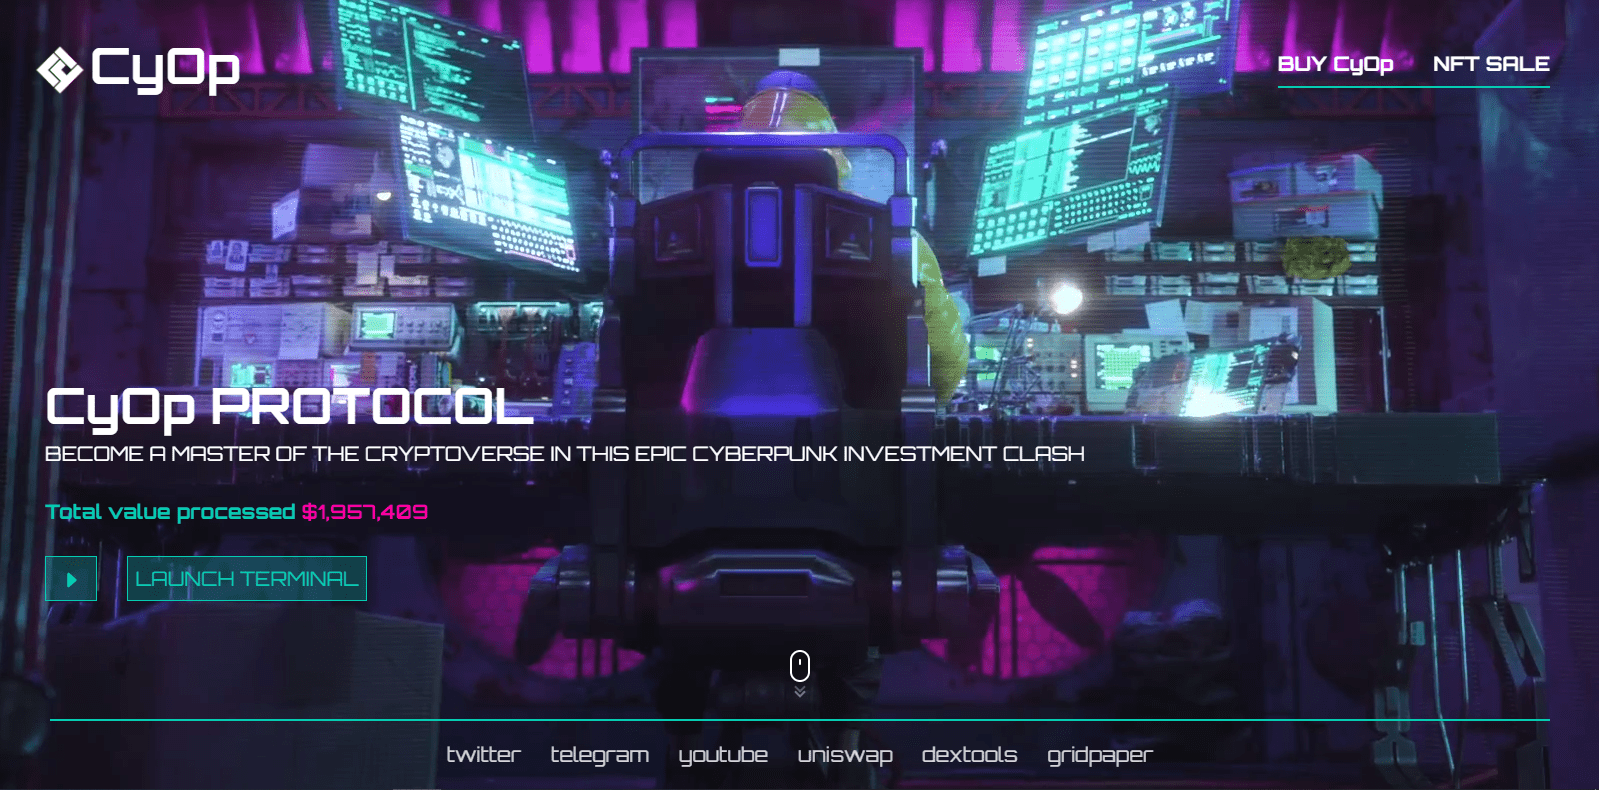 CyOp
BUY CyOp NFT SALE
CyOp PROTOCOL
BECOME A MASTER OF THE CRYPTOVERSE IN THIS EPIC CYBERPUNK INVESTMENT CLASH
Total value processed $1,957,409
LAUNCH TERMINAL
twitter telegram youtube uniswap dextools gridpaper